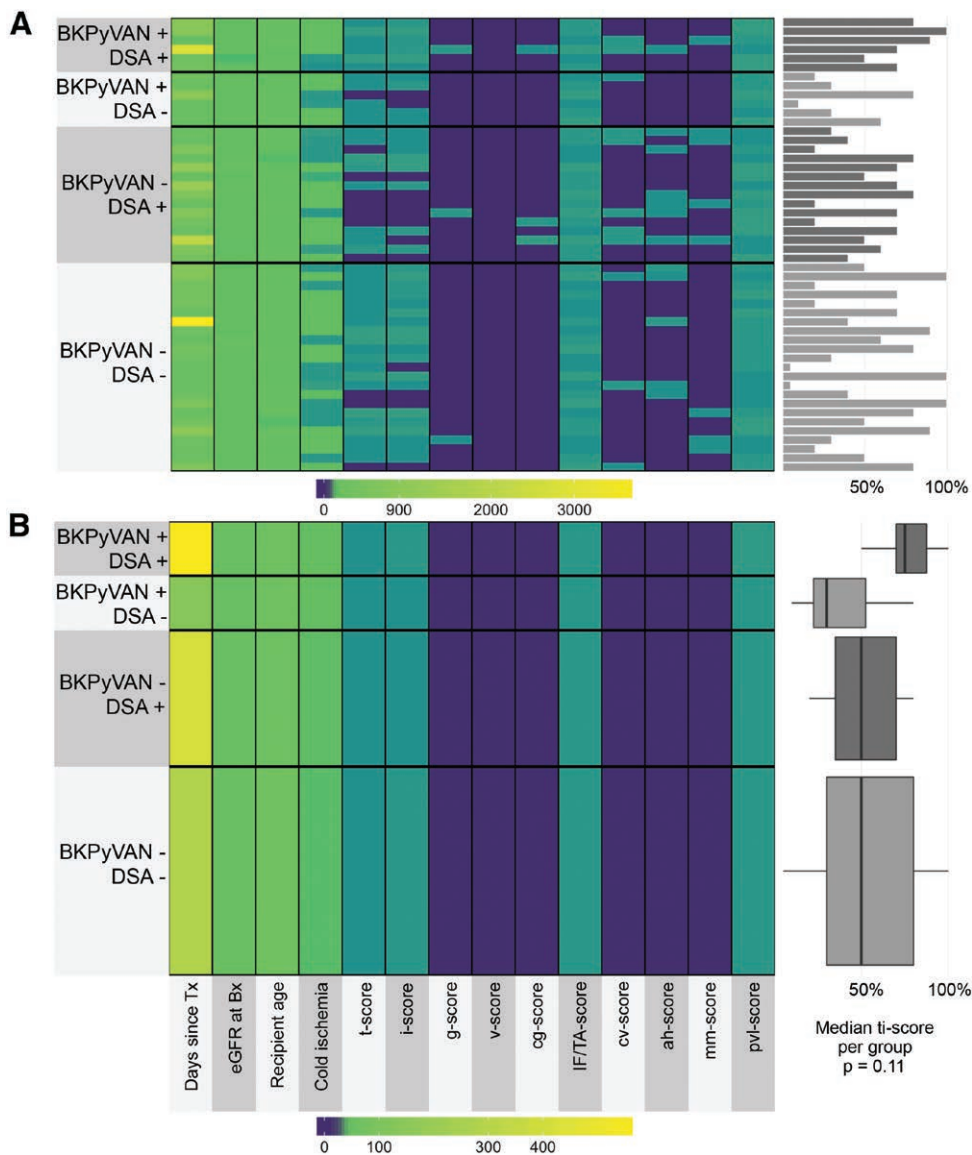 A
BKPyVAN +
DSA +
BKPyVAN +
DSA -
BKPyVAN -
DSA +
BKPyVAN -
DSA -
50% 100%
0 900 2000 3000
B
BKPyVAN +
DSA +
BKPyVAN +
DSA -
BKPyVAN -
DSA +
BKPyVAN -
DSA -
50% 100%
Days since Tx
eGFR at Bx
Recipient age
Cold ischemia
t-score
i-score
g-score
v-score
cg-score
IF/TA-score
cv-score
ah-score
mm-score
pvl-score
Median ti-score
per group
p = 0.11
0 100 300 400